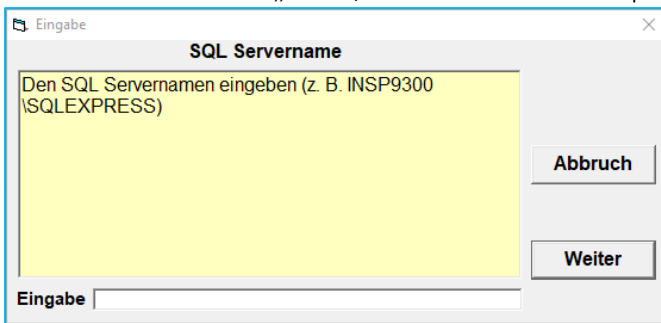 Eingabe
SQL Servername
Den SQL Servernamen eingeben (z. B. INSP9300
\SQLEXPRESS)
Abbruch
Weiter
Eingabe